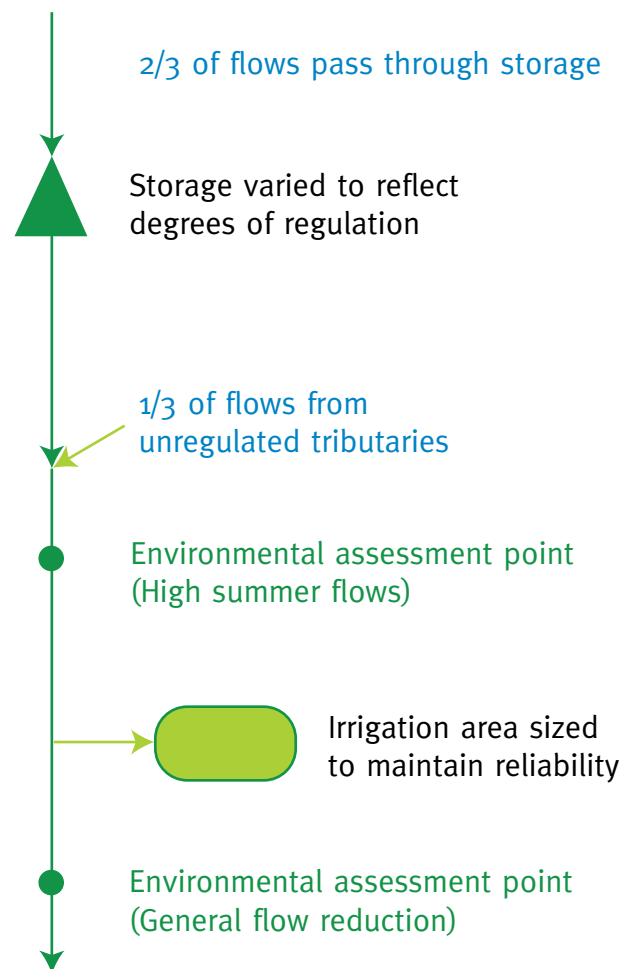 2/3 of flows pass through storage
Storage varied to reflect
degrees of regulation
1/3 of flows from
unregulated tributaries
Environmental assessment point
(High summer flows)
Irrigation area sized
to maintain reliability
Environmental assessment point
(General flow reduction)